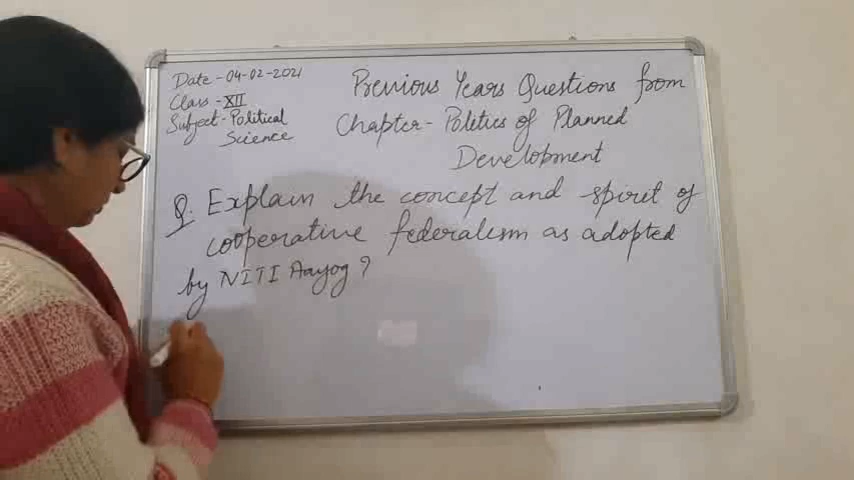 Date - 04-02-2021
Class - XII
Subject - Political
Science
Previous Years Questions from
Chapter - Politics of Planned
Development
Q. Explain the concept and spirit of
cooperative federalism as adopted
by NITI Aayog ?